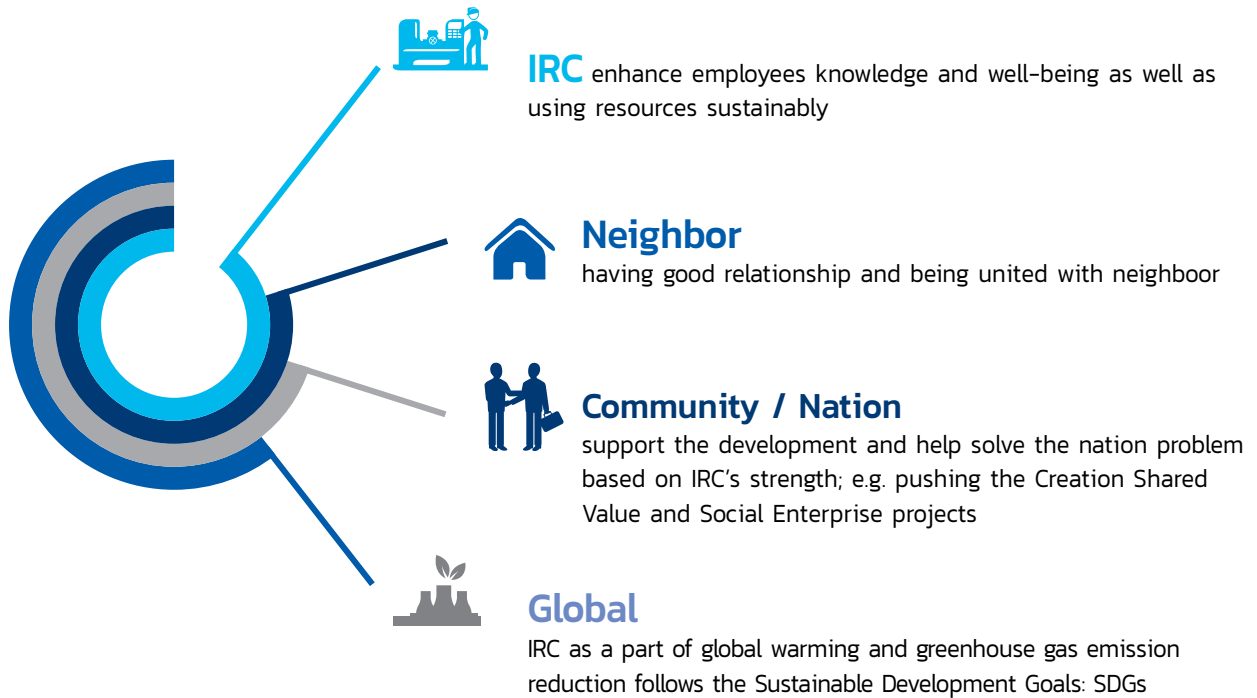 IRC enhance employees knowledge and well-being as well as
using resources sustainably
Neighbor
having good relationship and being united with neighboor
Community / Nation
support the development and help solve the nation problem
based on IRC's strength; e.g. pushing the Creation Shared
Value and Social Enterprise projects
Global
IRC as a part of global warming and greenhouse gas emission
reduction follows the Sustainable Development Goals: SDGs